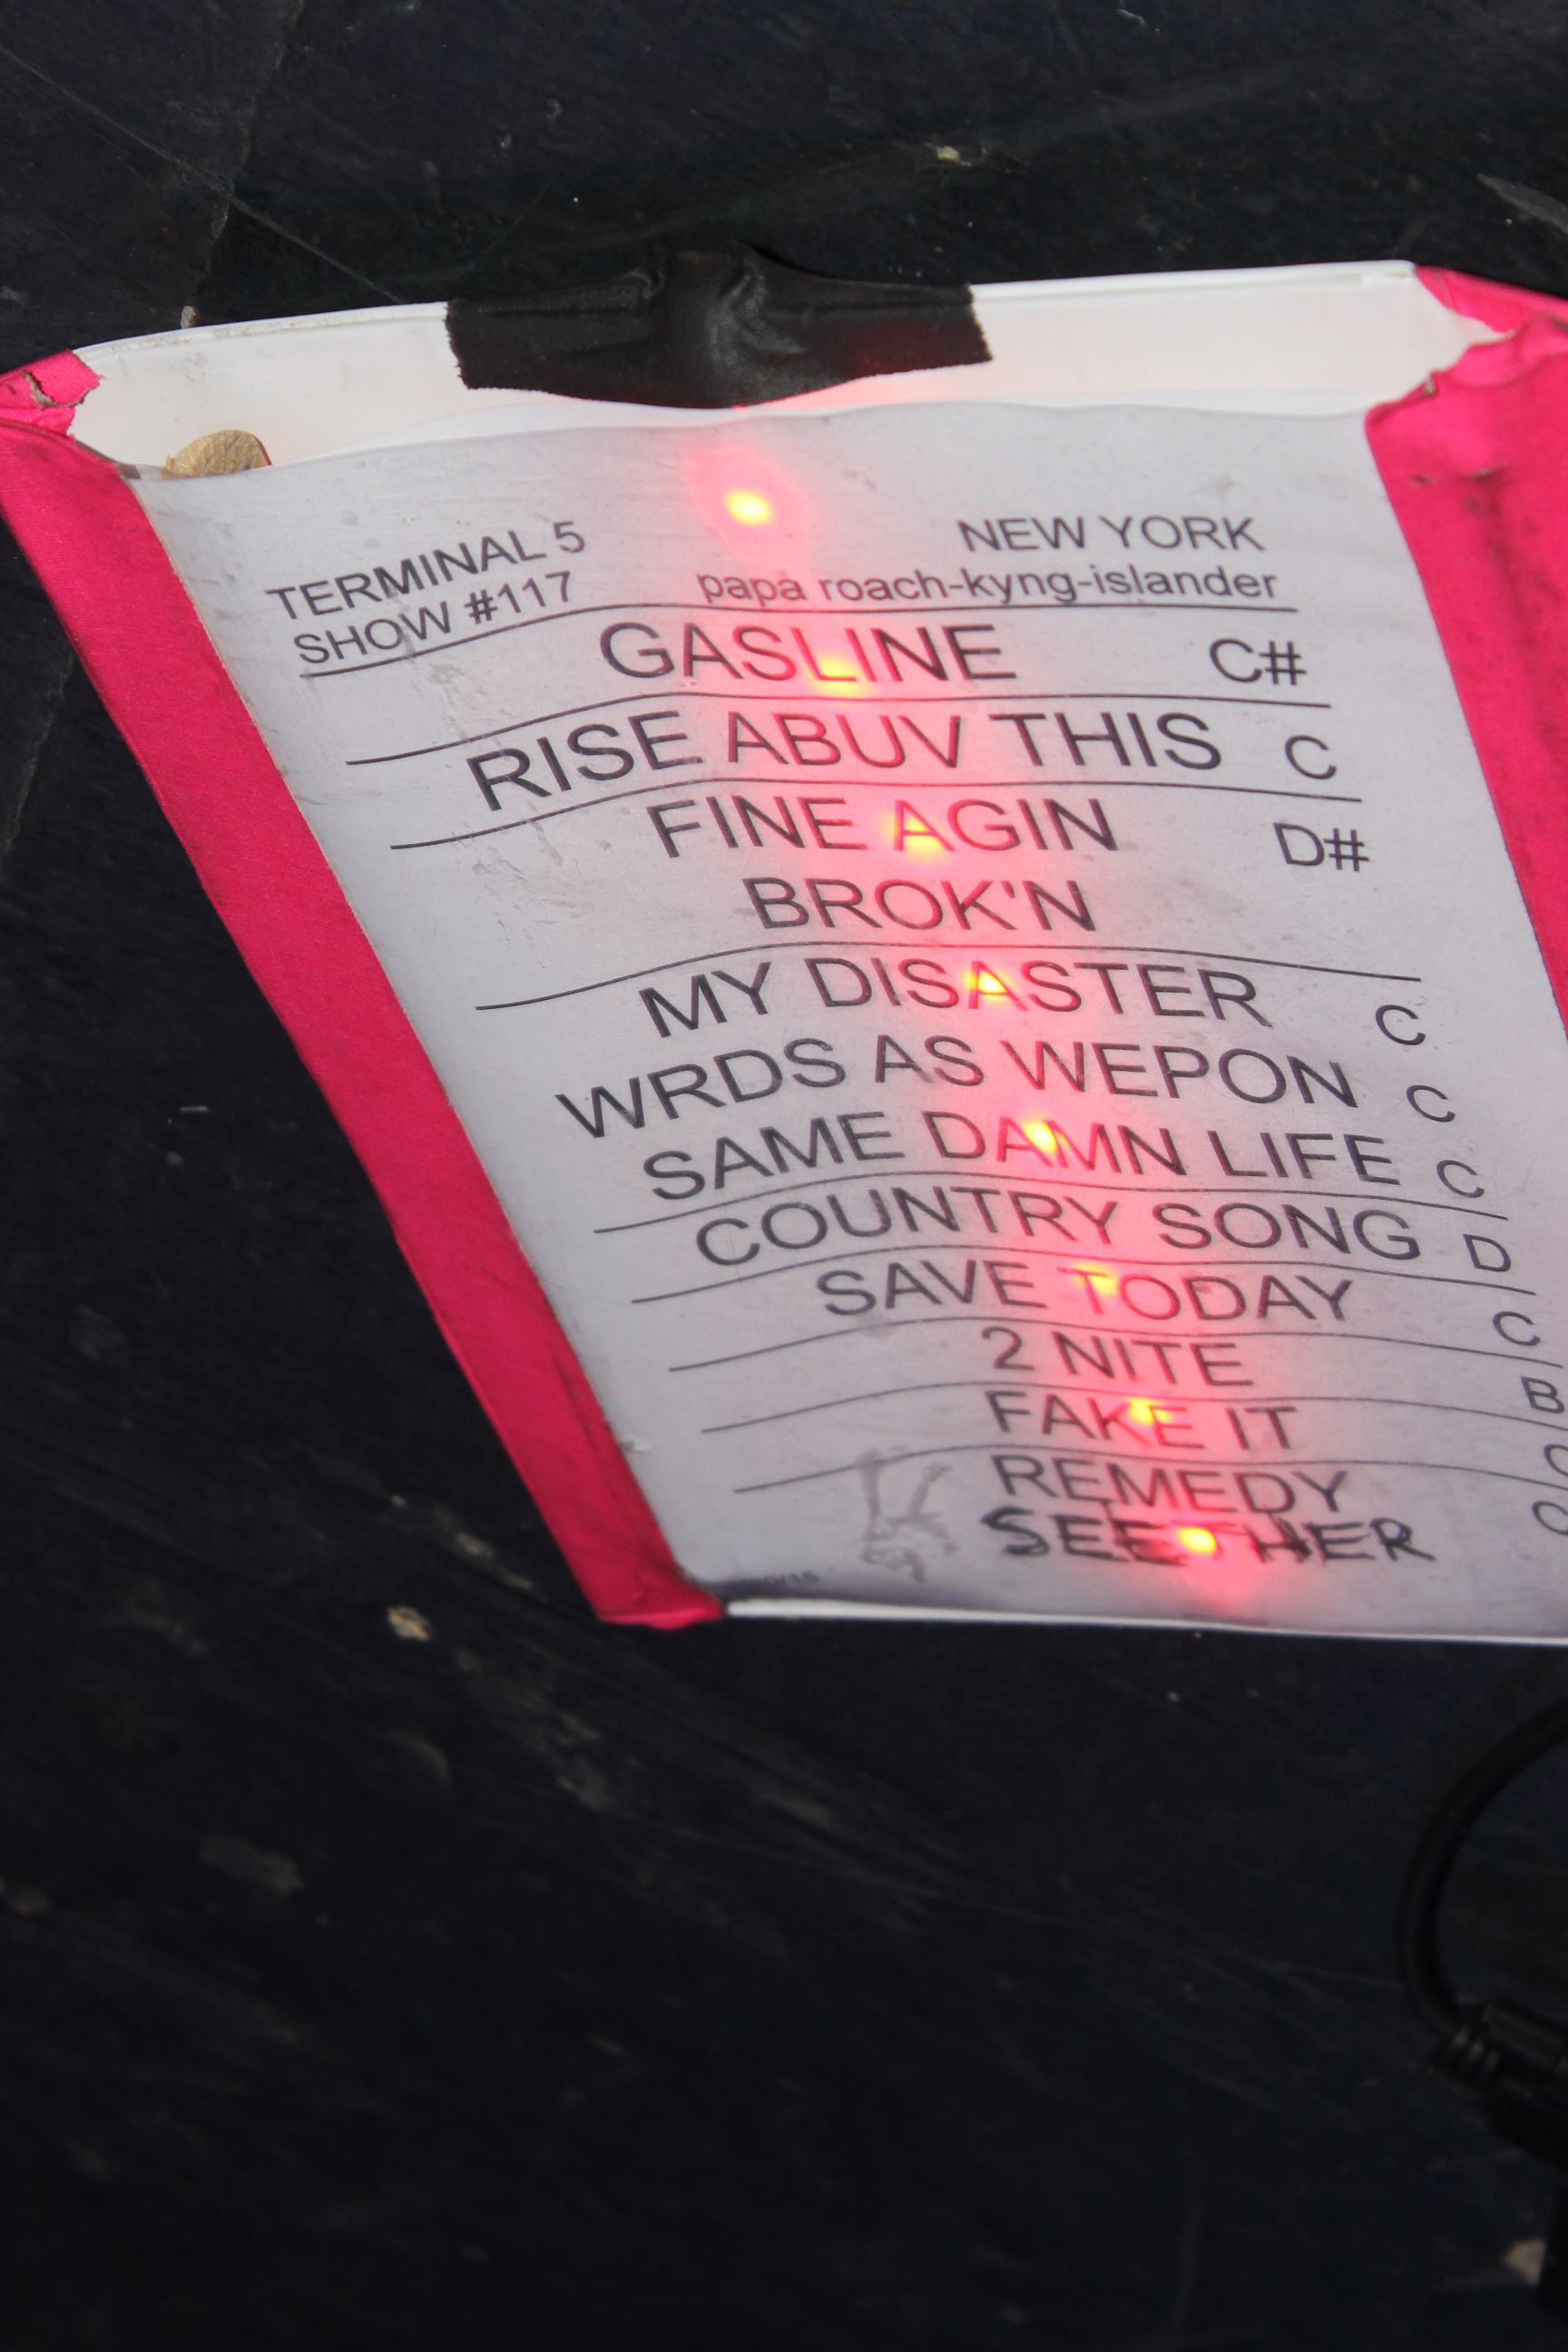 TERMINAL 5 NEW YORK
SHOW #117 papa roach-kyng-islander
GASLINE C#
RISE ABUV THIS C
FINE AGIN D#
BROK'N
MY DISASTER C
WRDS AS WEPON C
SAME DAMN LIFE C
COUNTRY SONG D
SAVE TODAY C
2 NITE B
FAKE IT C
REMEDY
SEETHER